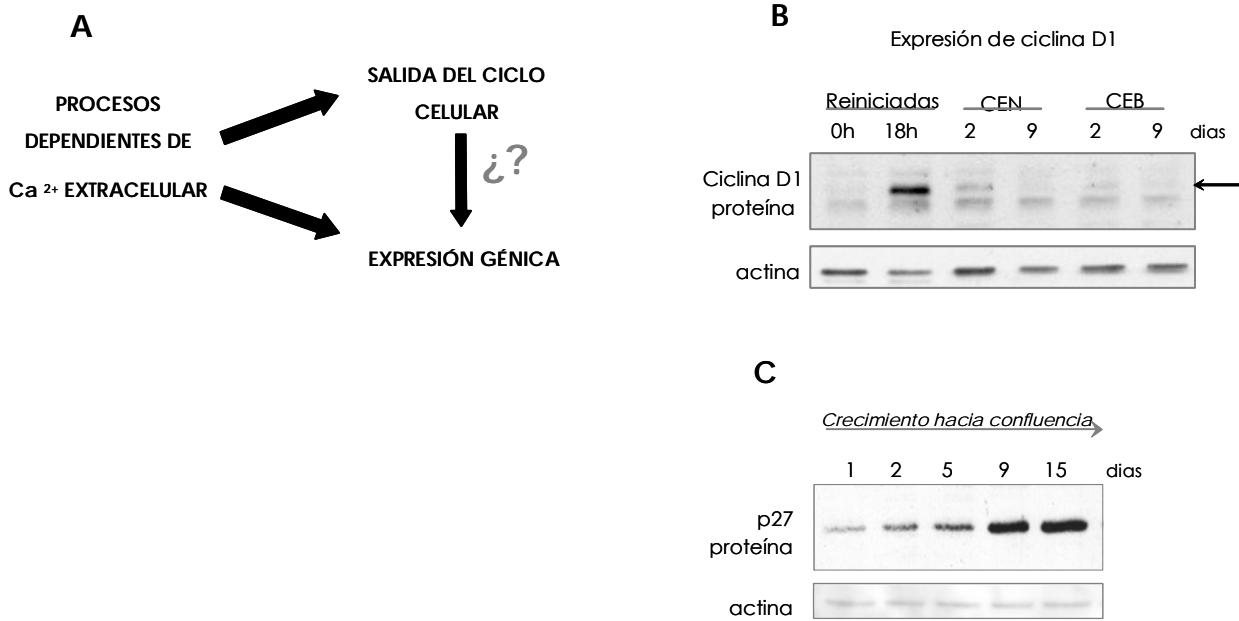 A
PROCESOS
DEPENDIENTES DE
Ca 2+ EXTRACELULAR
SALIDA DEL CICLO
CELULAR
¿?
EXPRESIÓN GÉNICA
B
Expresión de ciclina D1
Reiniciadas CEN CEB
0h 18h 2 9 2 9 dias
Ciclina D1
proteína
actina
C
Crecimiento hacia confluencia
1 2 5 9 15 dias
p27
proteína
actina